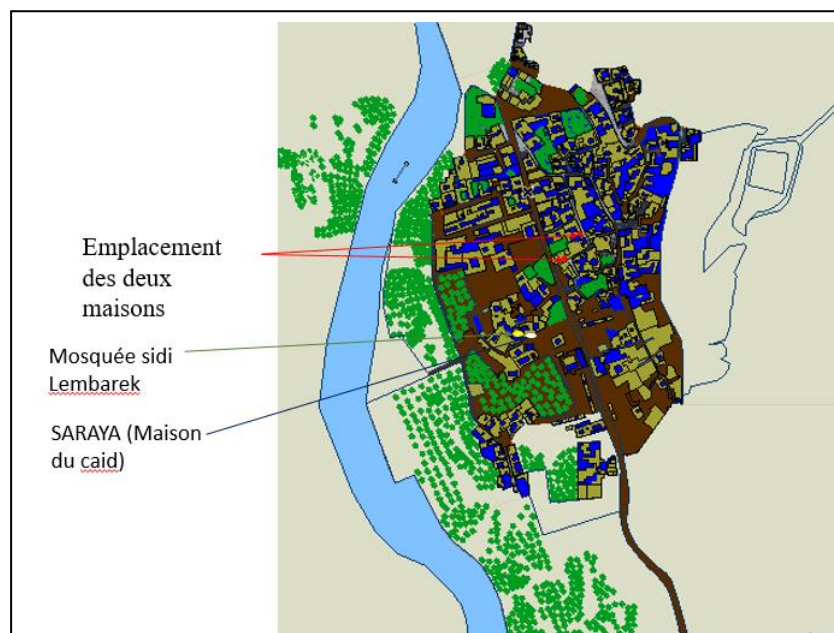 Emplacement
des deux
maisons
Mosquée sidi
Lembarek
SARAYA (Maison
du caid)